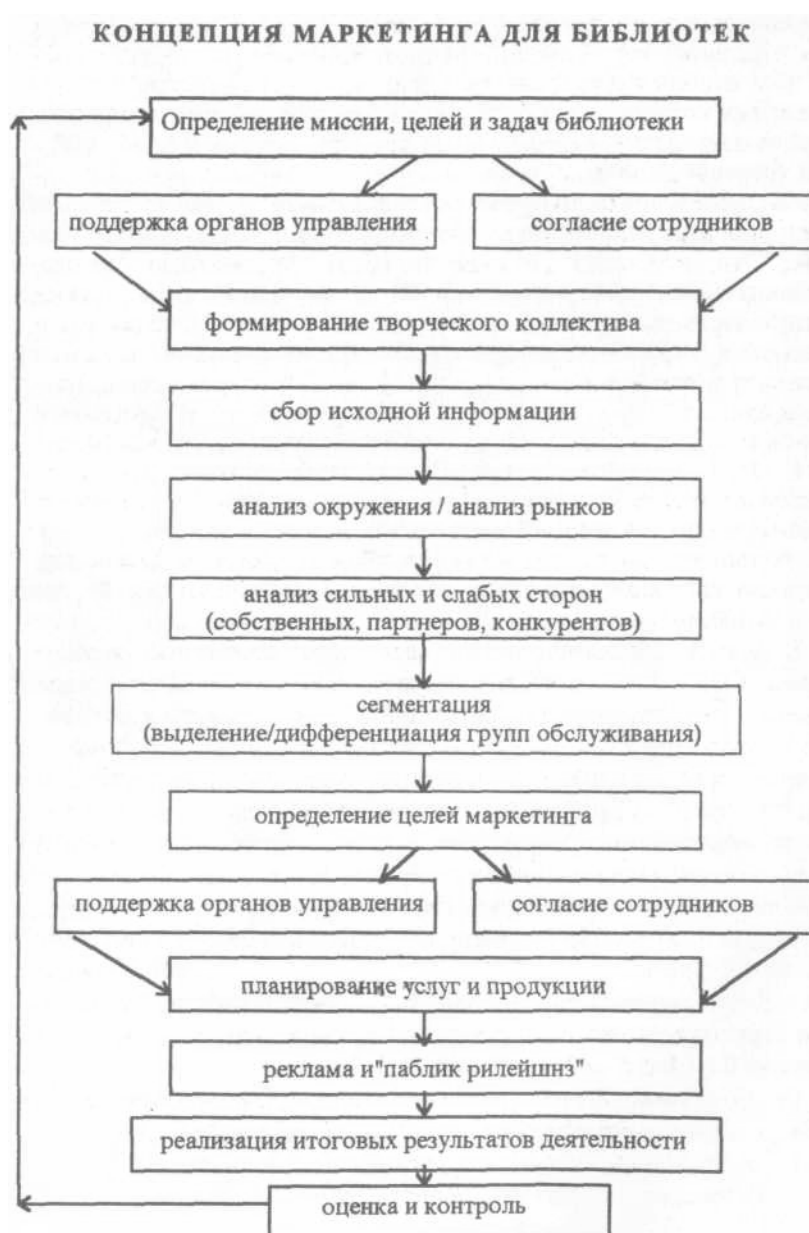 КОНЦЕПЦИЯ МАРКЕТИНГА ДЛЯ БИБЛИОТЕК
Определение миссии, целей и задач библиотеки
поддержка органов управления
согласие сотрудников
формирование творческого коллектива
сбор исходной информации
анализ окружения / анализ рынков
анализ сильных и слабых сторон
(собственных, партнеров, конкурентов)
сегментация
(выделение/дифференциация групп обслуживания)
определение целей маркетинга
поддержка органов управления
согласие сотрудников
планирование услуг и продукции
реклама и"паблик рилейшнз"
реализация итоговых результатов деятельности
оценка и контроль